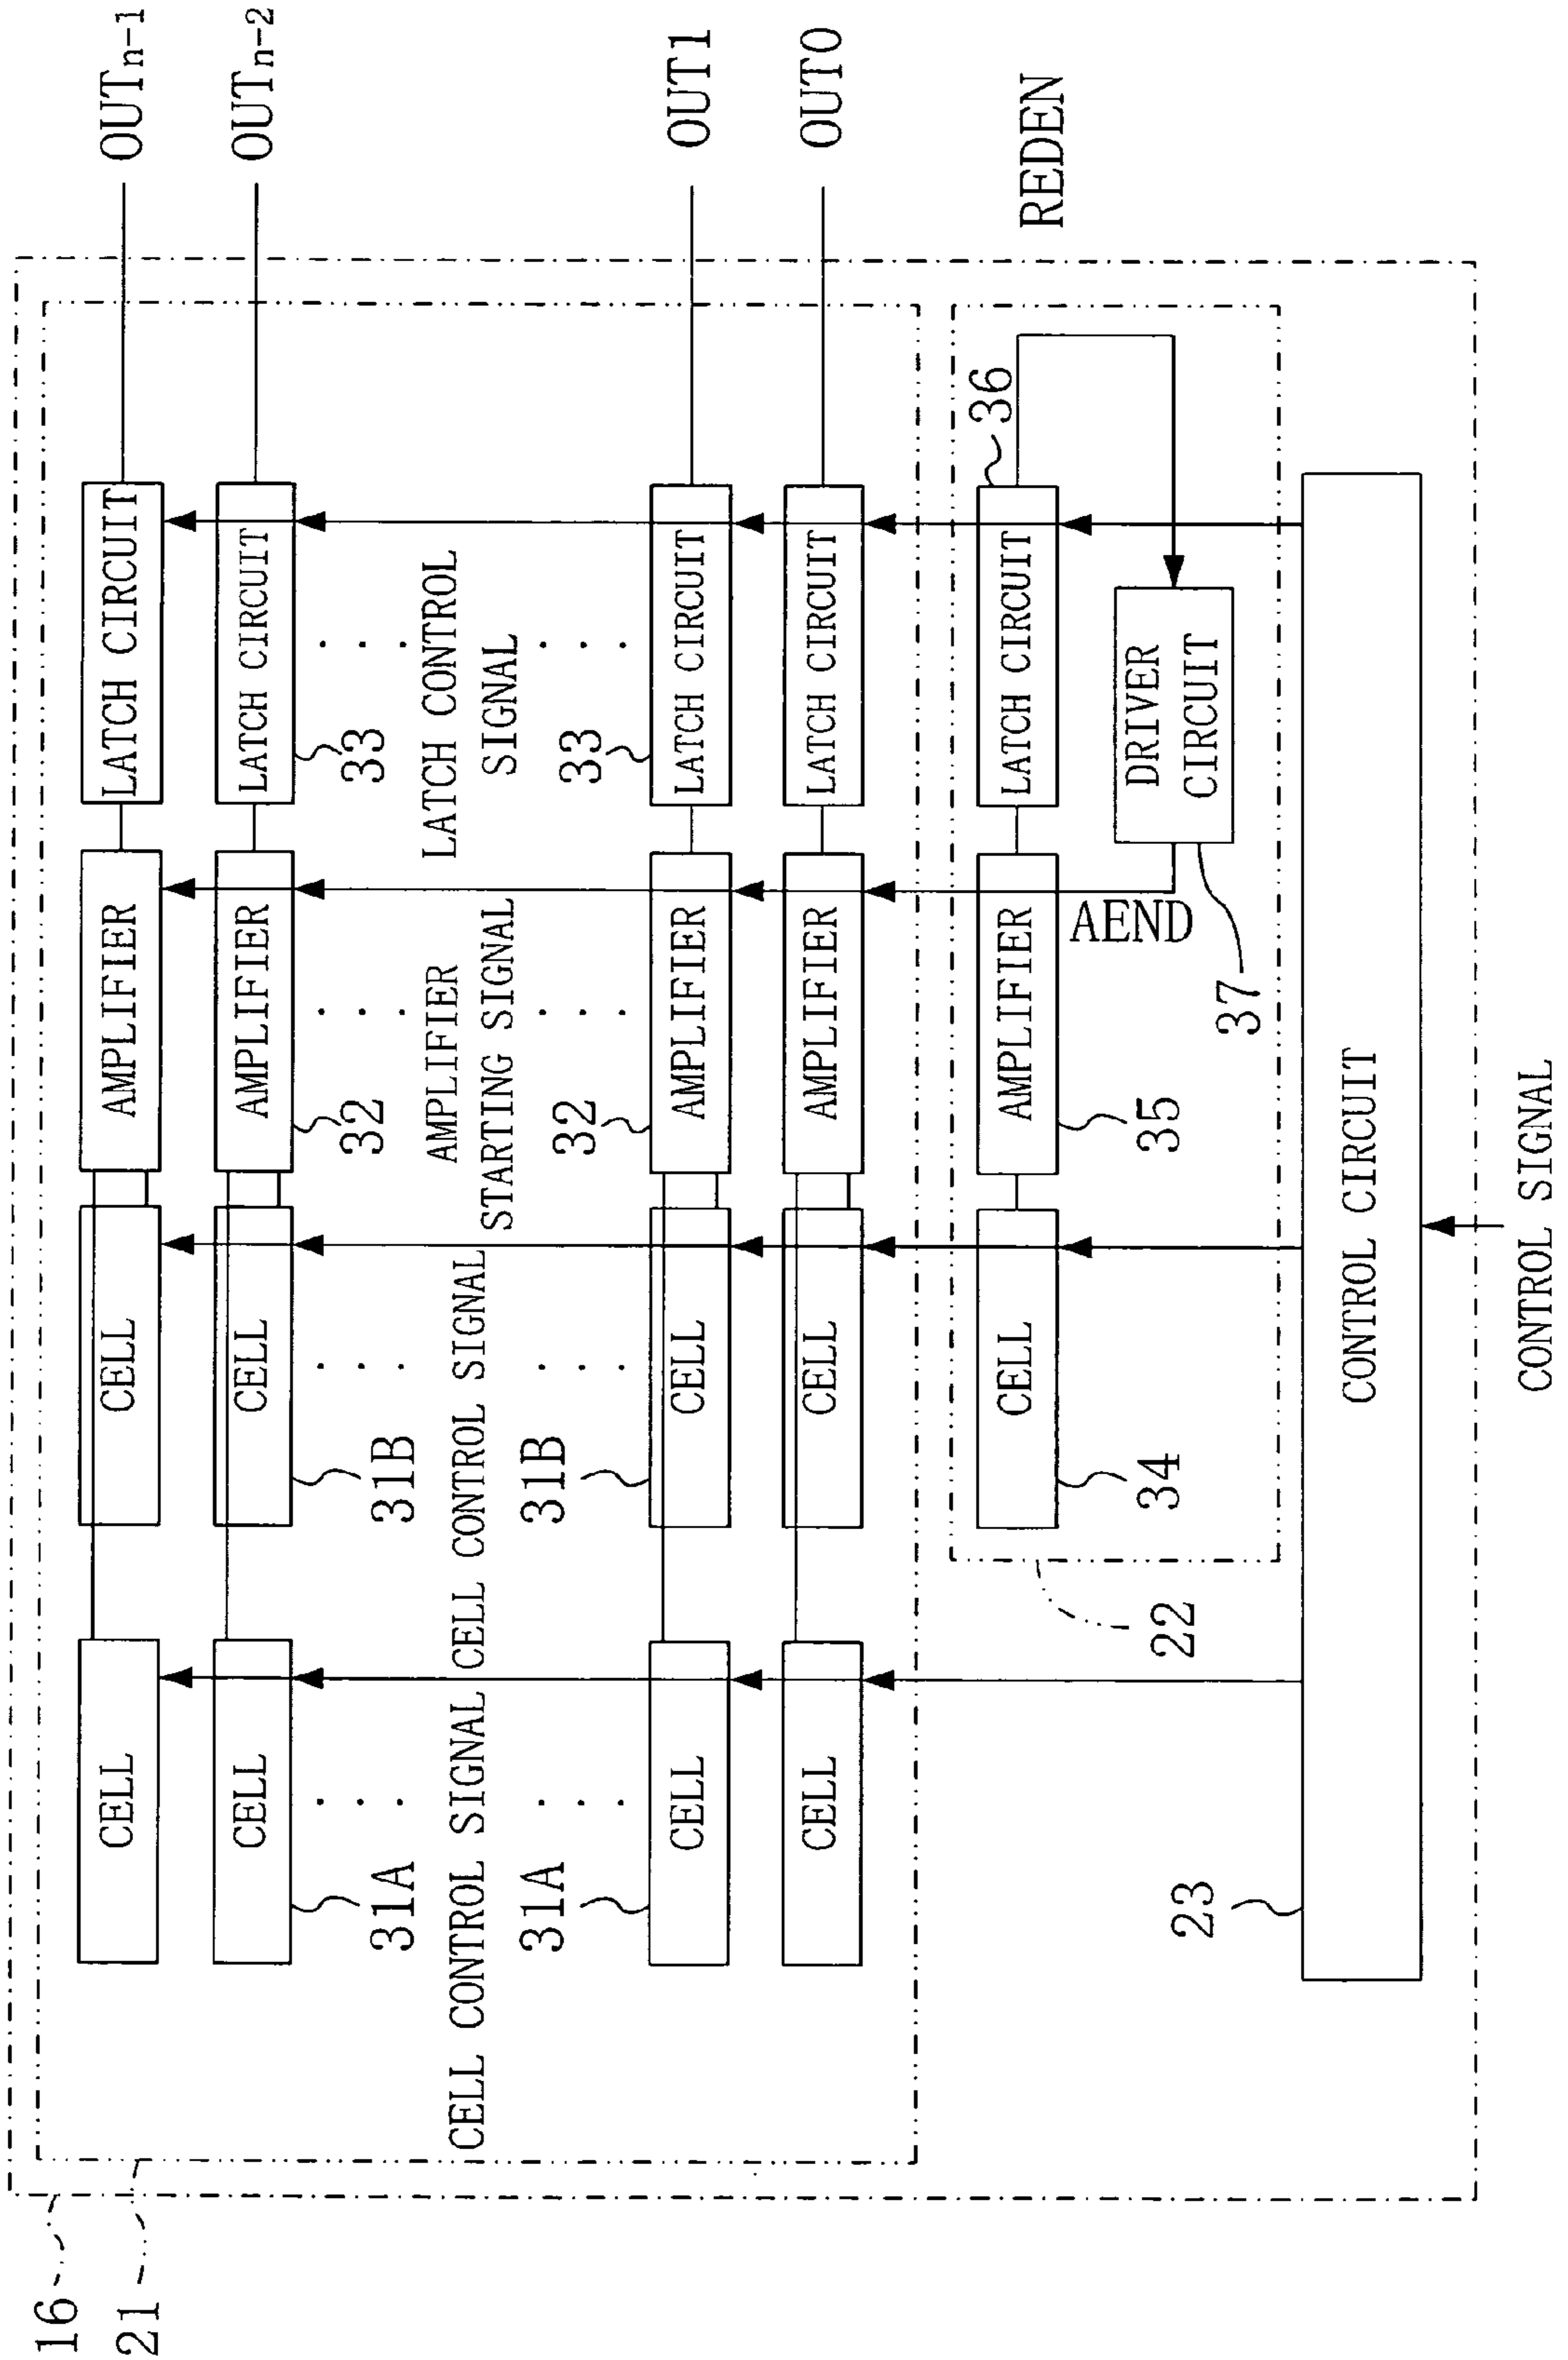 16
21
OUTn-1
OUTn-2
OUT1
OUT0
REDEN
CELL
CELL
AMPLIFIER
LATCH CIRCUIT
CELL
CELL
AMPLIFIER
LATCH CIRCUIT
31A
31B
32
33
CELL CONTROL SIGNAL
CELL CONTROL SIGNAL
AMPLIFIER
STARTING SIGNAL
LATCH CONTROL
SIGNAL
31A
31B
32
33
CELL
CELL
AMPLIFIER
LATCH CIRCUIT
CELL
CELL
AMPLIFIER
LATCH CIRCUIT
36
CELL
AMPLIFIER
LATCH CIRCUIT
22
34
35
AEND
DRIVER
CIRCUIT
37
23
CONTROL CIRCUIT
CONTROL SIGNAL